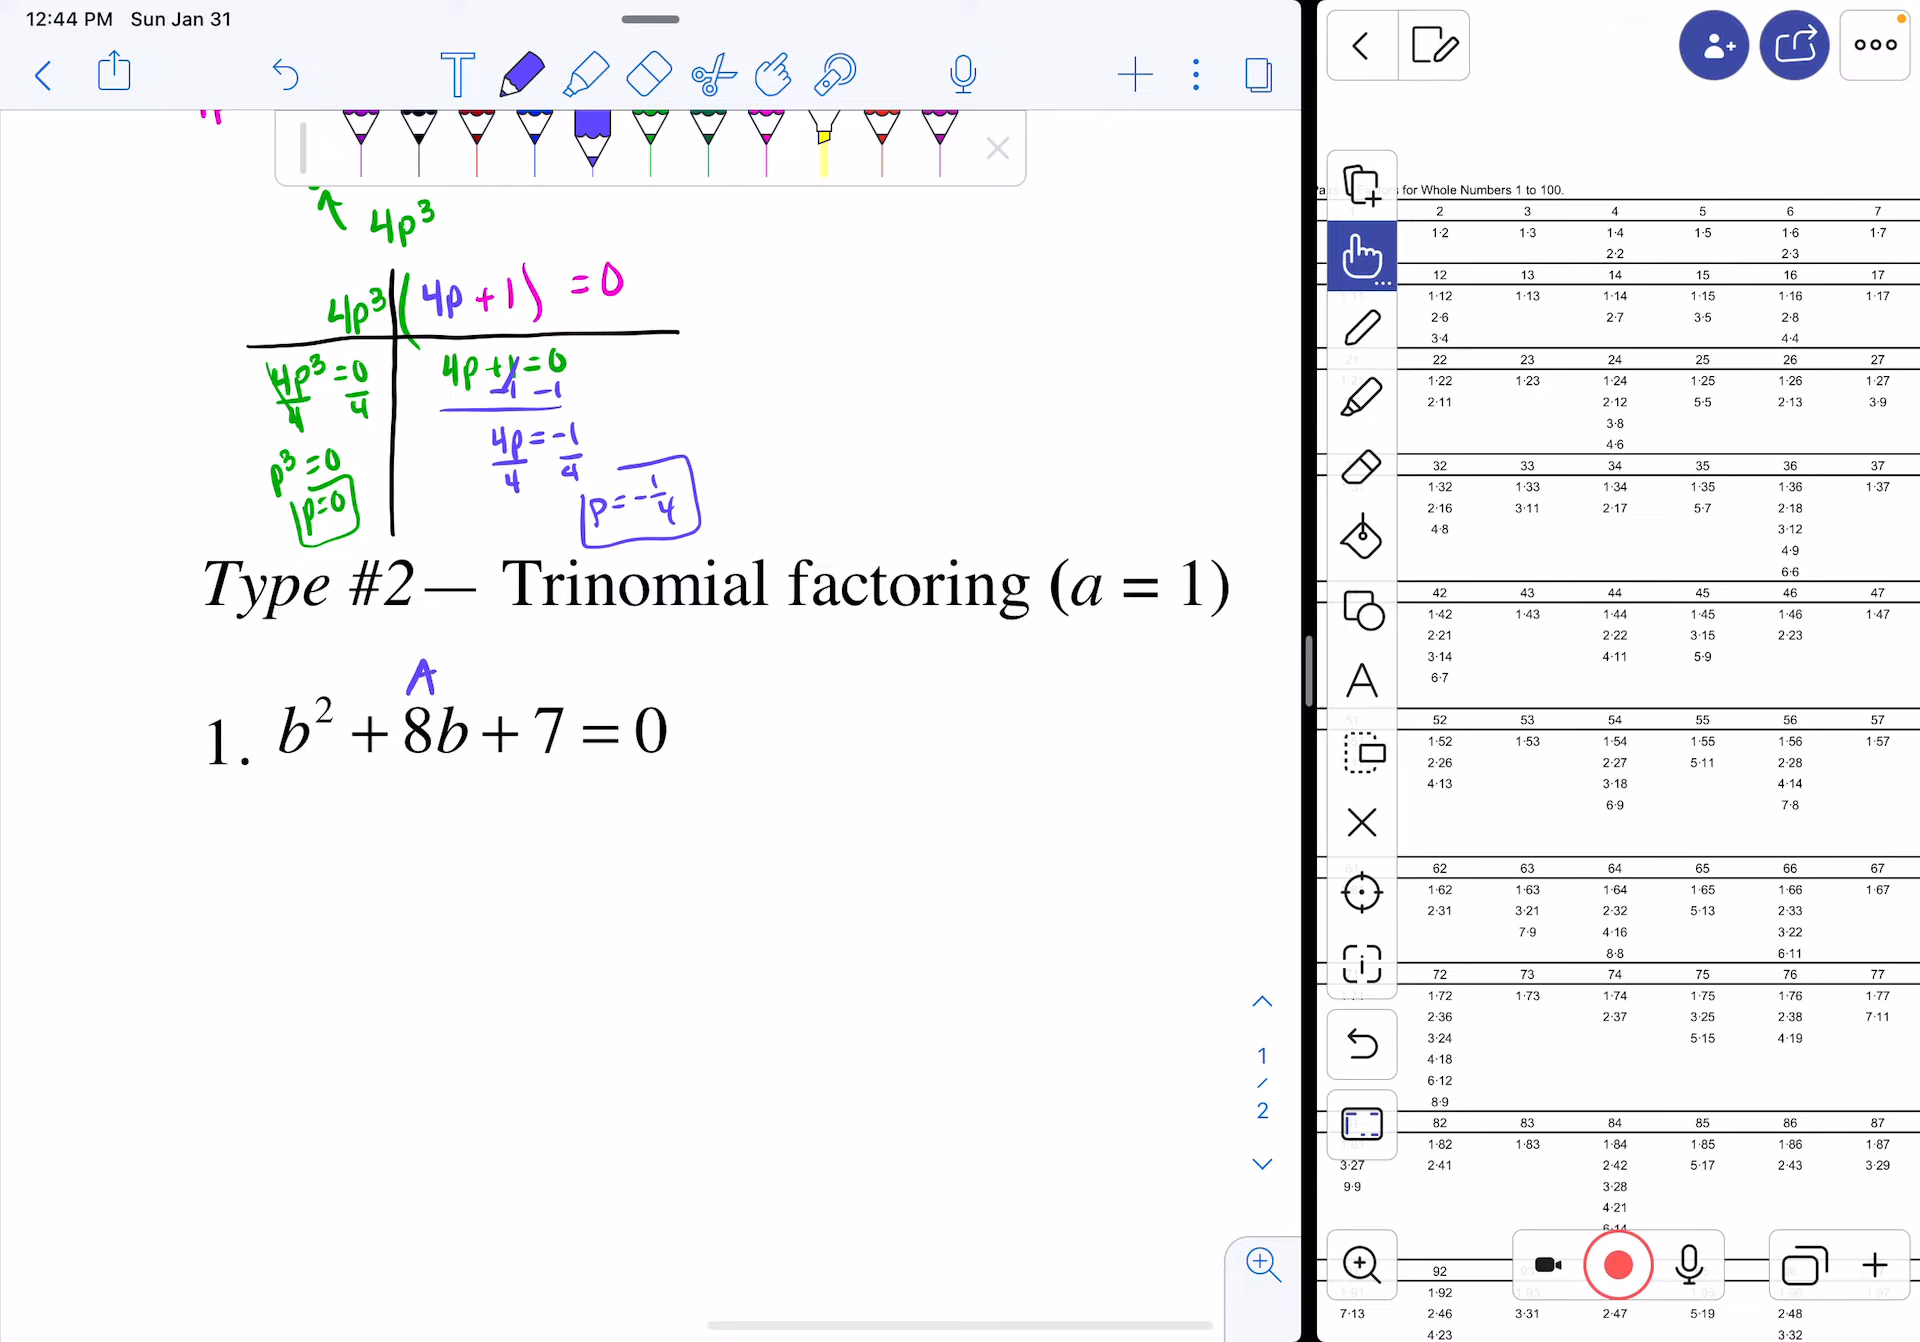 12:44 PM Sun Jan 31
4p³
4p³ (4p + 1) = 0
4p³ = 0
4 4
p³ = 0
p = 0
4p + 1 = 0
-1 -1
4p = -1
4 4
p = -1/4
Type #2— Trinomial factoring (a = 1)
A
1. b² + 8b + 7 = 0
1
/
2
for Whole Numbers 1 to 100.
2 3 4 5 6 7
1·2 1·3 1·4 1·5 1·6 1·7
2·2 2·3
12 13 14 15 16 17
1·12 1·13 1·14 1·15 1·16 1·17
2·6 2·7 3·5 2·8
3·4 4·4
22 23 24 25 26 27
1·22 1·23 1·24 1·25 1·26 1·27
2·11 2·12 5·5 2·13 3·9
3·8
4·6
32 33 34 35 36 37
1·32 1·33 1·34 1·35 1·36 1·37
2·16 3·11 2·17 5·7 2·18
4·8 3·12
4·9
6·6
42 43 44 45 46 47
1·42 1·43 1·44 1·45 1·46 1·47
2·21 2·22 3·15 2·23
3·14 4·11 5·9
6·7
52 53 54 55 56 57
1·52 1·53 1·54 1·55 1·56 1·57
2·26 2·27 5·11 2·28
4·13 3·18 4·14
6·9 7·8
62 63 64 65 66 67
1·62 1·63 1·64 1·65 1·66 1·67
2·31 3·21 2·32 5·13 2·33
7·9 4·16 3·22
8·8 6·11
72 73 74 75 76 77
1·72 1·73 1·74 1·75 1·76 1·77
2·36 2·37 3·25 2·38 7·11
3·24 5·15 4·19
4·18
6·12
8·9
82 83 84 85 86 87
1·82 1·83 1·84 1·85 1·86 1·87
3·27 2·41 2·42 5·17 2·43 3·29
9·9 3·28
4·21
6·14
92
1·92
7·13 2·46 3·31 2·47 5·19 2·48
4·23 3·32